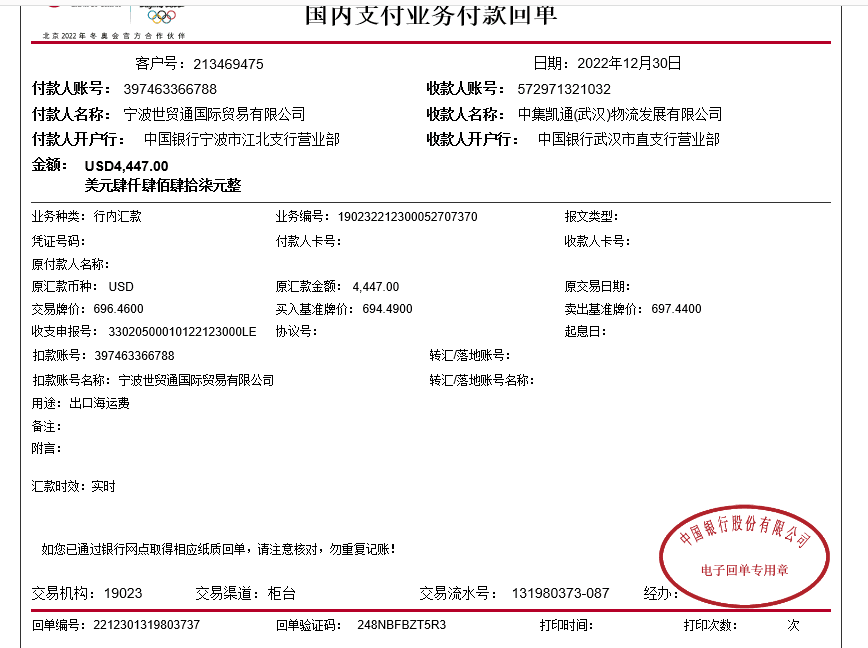 国内支付业务付款回单
北京2022年冬奥会官方合作伙伴
客户号：213469475 日期：2022年12月30日
付款人账号：397463366788 收款人账号：572971321032
付款人名称：宁波世贸通国际贸易有限公司 收款人名称：中集凯通(武汉)物流发展有限公司
付款人开户行：中国银行宁波市江北支行营业部 收款人开户行：中国银行武汉市直支行营业部
金额：USD4,447.00
美元肆仟肆佰肆拾柒元整
业务种类：行内汇款 业务编号：190232212300052707370 报文类型：
凭证号码： 付款人卡号： 收款人卡号：
原付款人名称：
原汇款币种：USD 原汇款金额：4,447.00 原交易日期：
交易牌价：696.4600 买入基准牌价：694.4900 卖出基准牌价：697.4400
收支申报号：33020500010122123000LE 协议号： 起息日：
扣款账号：397463366788 转汇/落地账号：
扣款账号名称：宁波世贸通国际贸易有限公司 转汇/落地账号名称：
用途：出口海运费
备注：
附言：
汇款时效：实时
如您已通过银行网点取得相应纸质回单，请注意核对，勿重复记账！
中国银行股份有限公司
电子回单专用章
交易机构：19023 交易渠道：柜台 交易流水号：131980373-087 经办：
回单编号：2212301319803737 回单验证码：248NBFBZT5R3 打印时间： 打印次数： 次